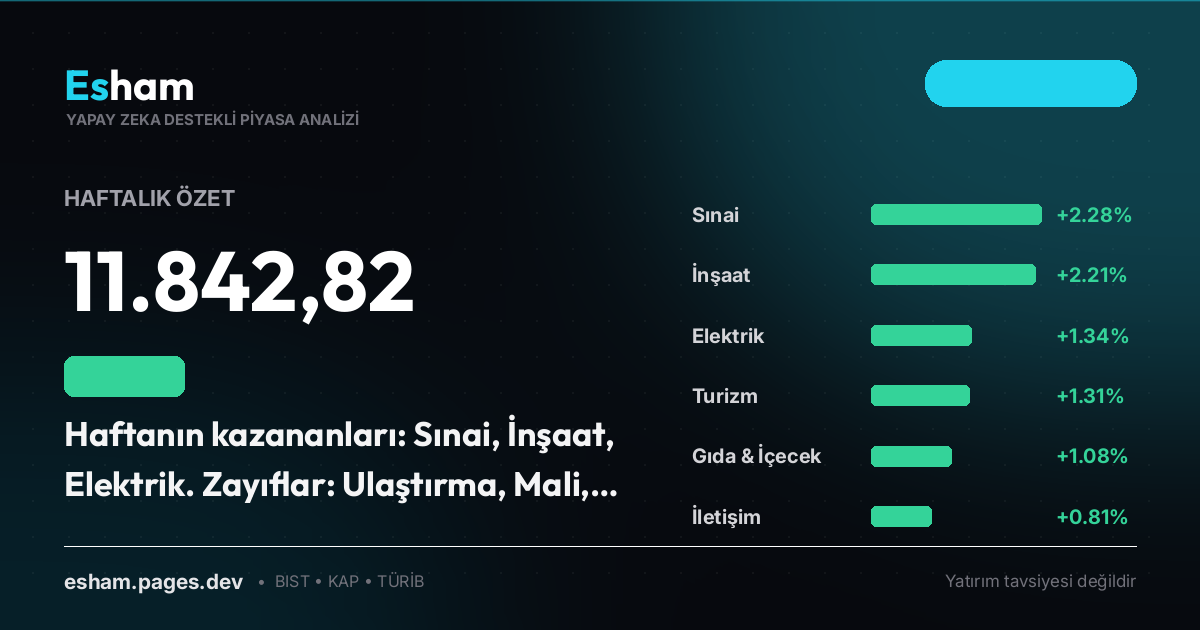 Esham
YAPAY ZEKA DESTEKLİ PİYASA ANALİZİ
HAFTALIK ÖZET
11.842,82
Haftanın kazananları: Sınai, İnşaat,
Elektrik. Zayıflar: Ulaştırma, Mali,...
Sınai +2.28%
İnşaat +2.21%
Elektrik +1.34%
Turizm +1.31%
Gıda & İçecek +1.08%
İletişim +0.81%
esham.pages.dev • BIST • KAP • TÜRİB
Yatırım tavsiyesi değildir